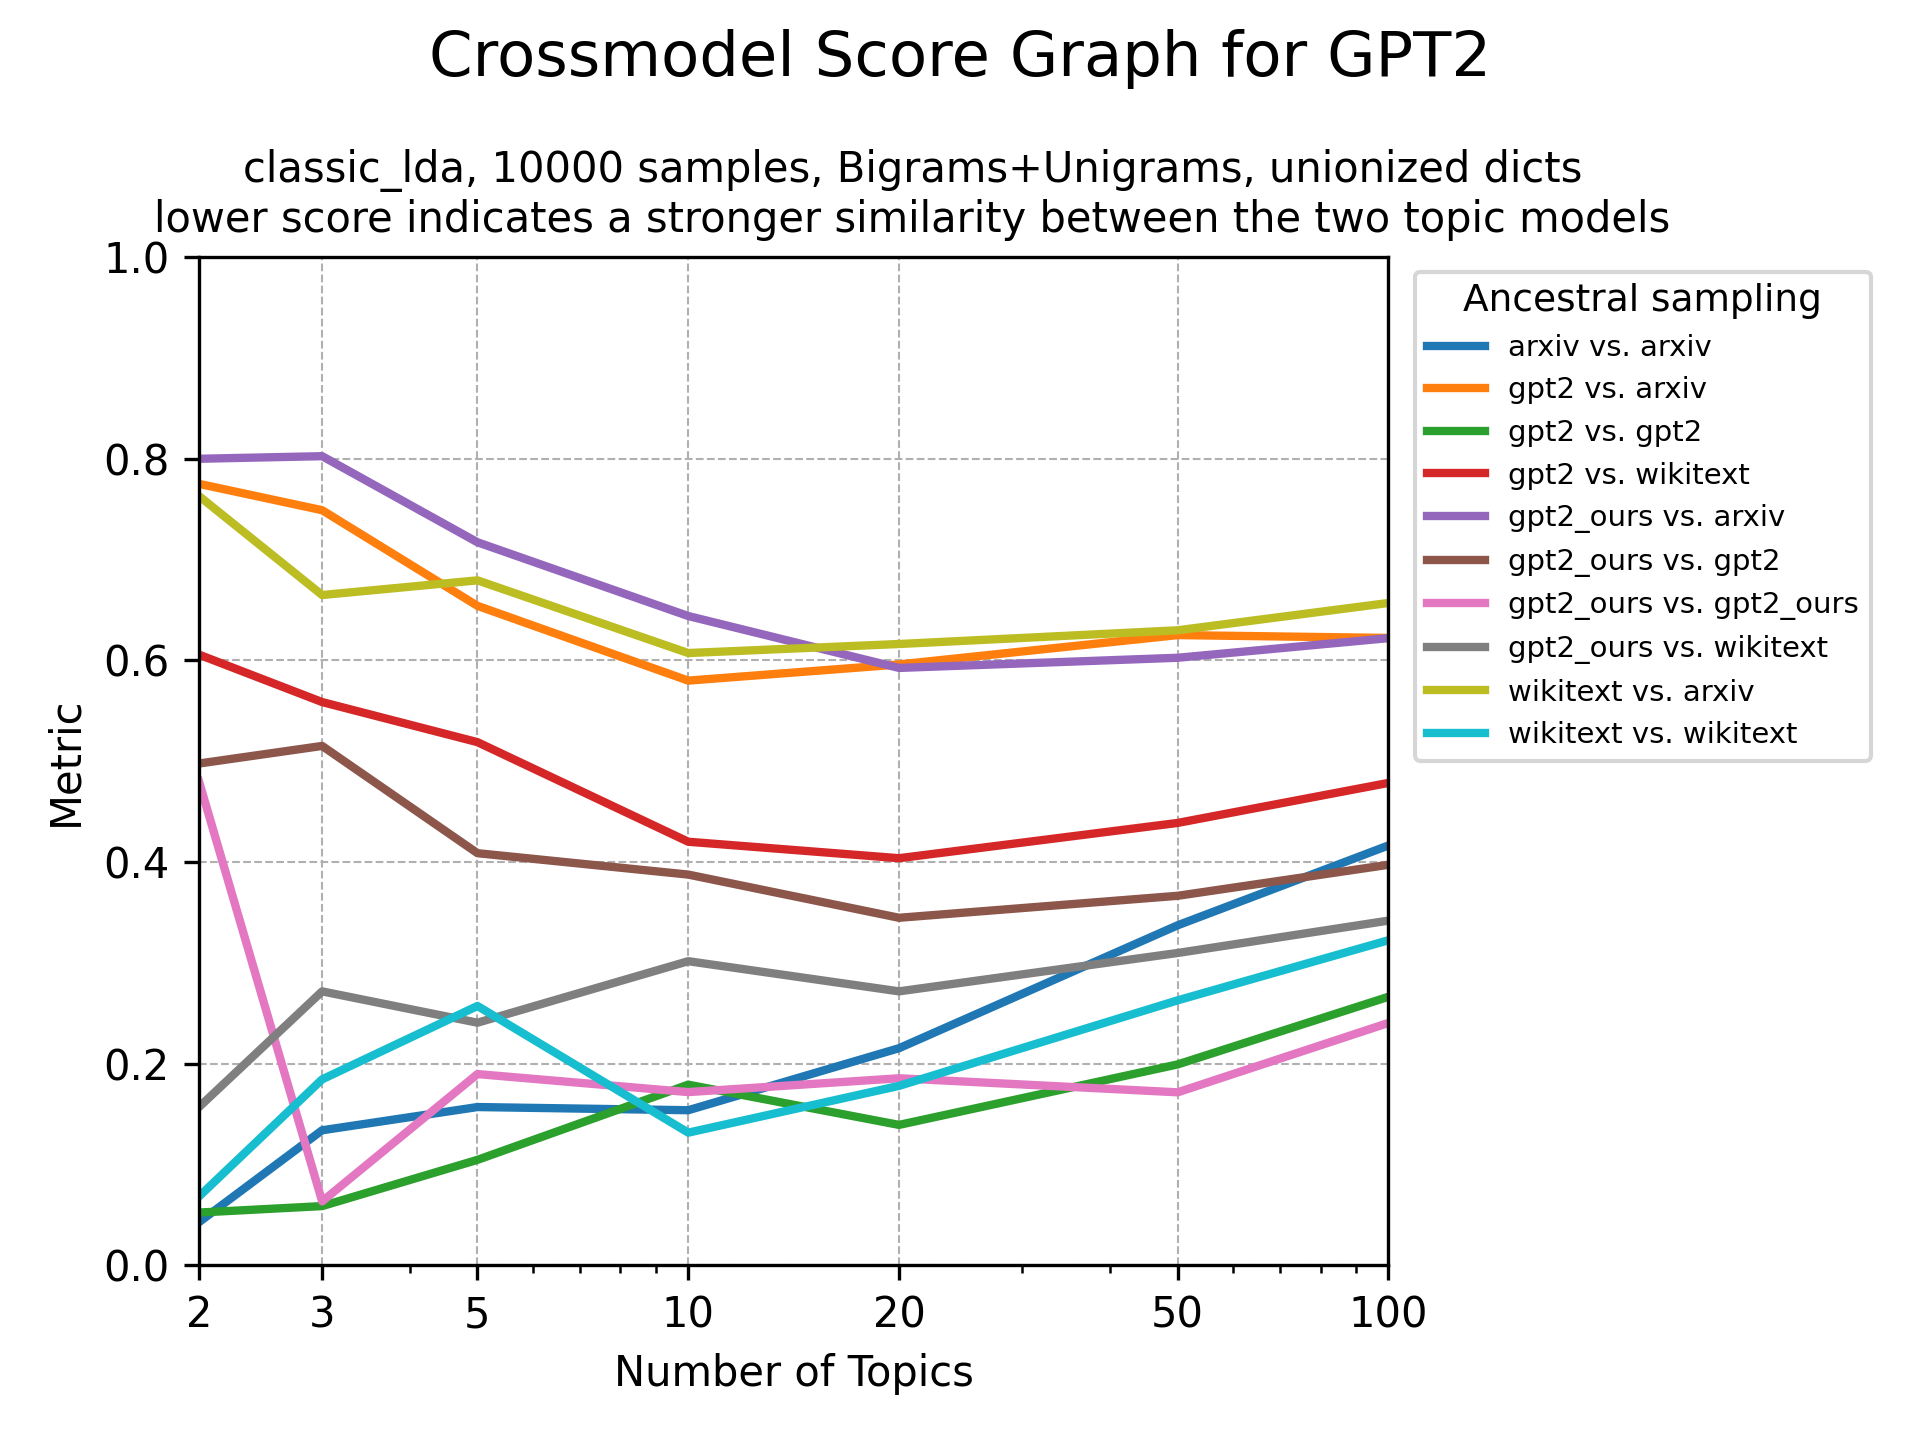 Crossmodel Score Graph for GPT2
classic_lda, 10000 samples, Bigrams+Unigrams, unionized dicts
lower score indicates a stronger similarity between the two topic models
1.0
0.8
0.6
0.4
0.2
0.0
Metric
2 3 5 10 20 50 100
Number of Topics
Ancestral sampling
arxiv vs. arxiv
gpt2 vs. arxiv
gpt2 vs. gpt2
gpt2 vs. wikitext
gpt2_ours vs. arxiv
gpt2_ours vs. gpt2
gpt2_ours vs. gpt2_ours
gpt2_ours vs. wikitext
wikitext vs. arxiv
wikitext vs. wikitext